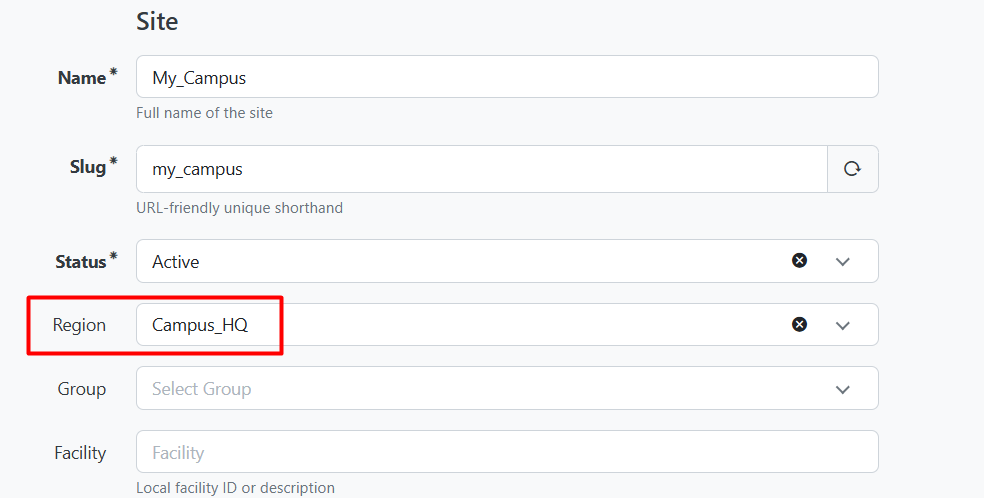 Site
Name * My_Campus
Full name of the site
Slug * my_campus
URL-friendly unique shorthand
Status * Active
Region Campus_HQ
Group Select Group
Facility Facility
Local facility ID or description